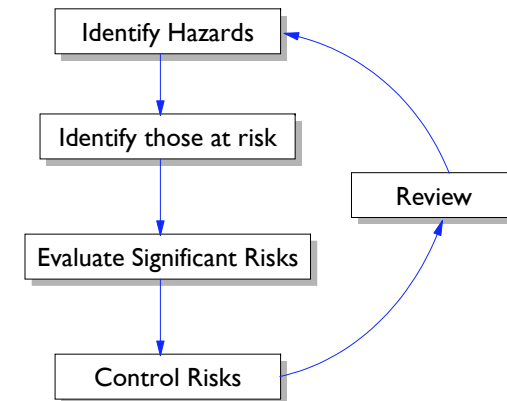 Identify Hazards
Identify those at risk
Review
Evaluate Significant Risks
Control Risks